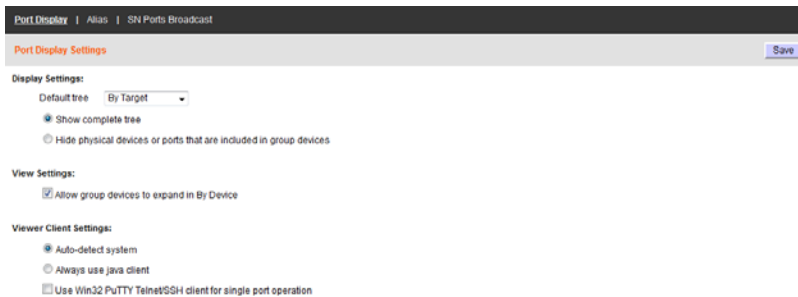 Port Display | Alias | SN Ports Broadcast
Port Display Settings Save
Display Settings:
Default tree By Target
Show complete tree
Hide physical devices or ports that are included in group devices
View Settings:
Allow group devices to expand in By Device
Viewer Client Settings:
Auto-detect system
Always use java client
Use Win32 PuTTY Telnet/SSH client for single port operation